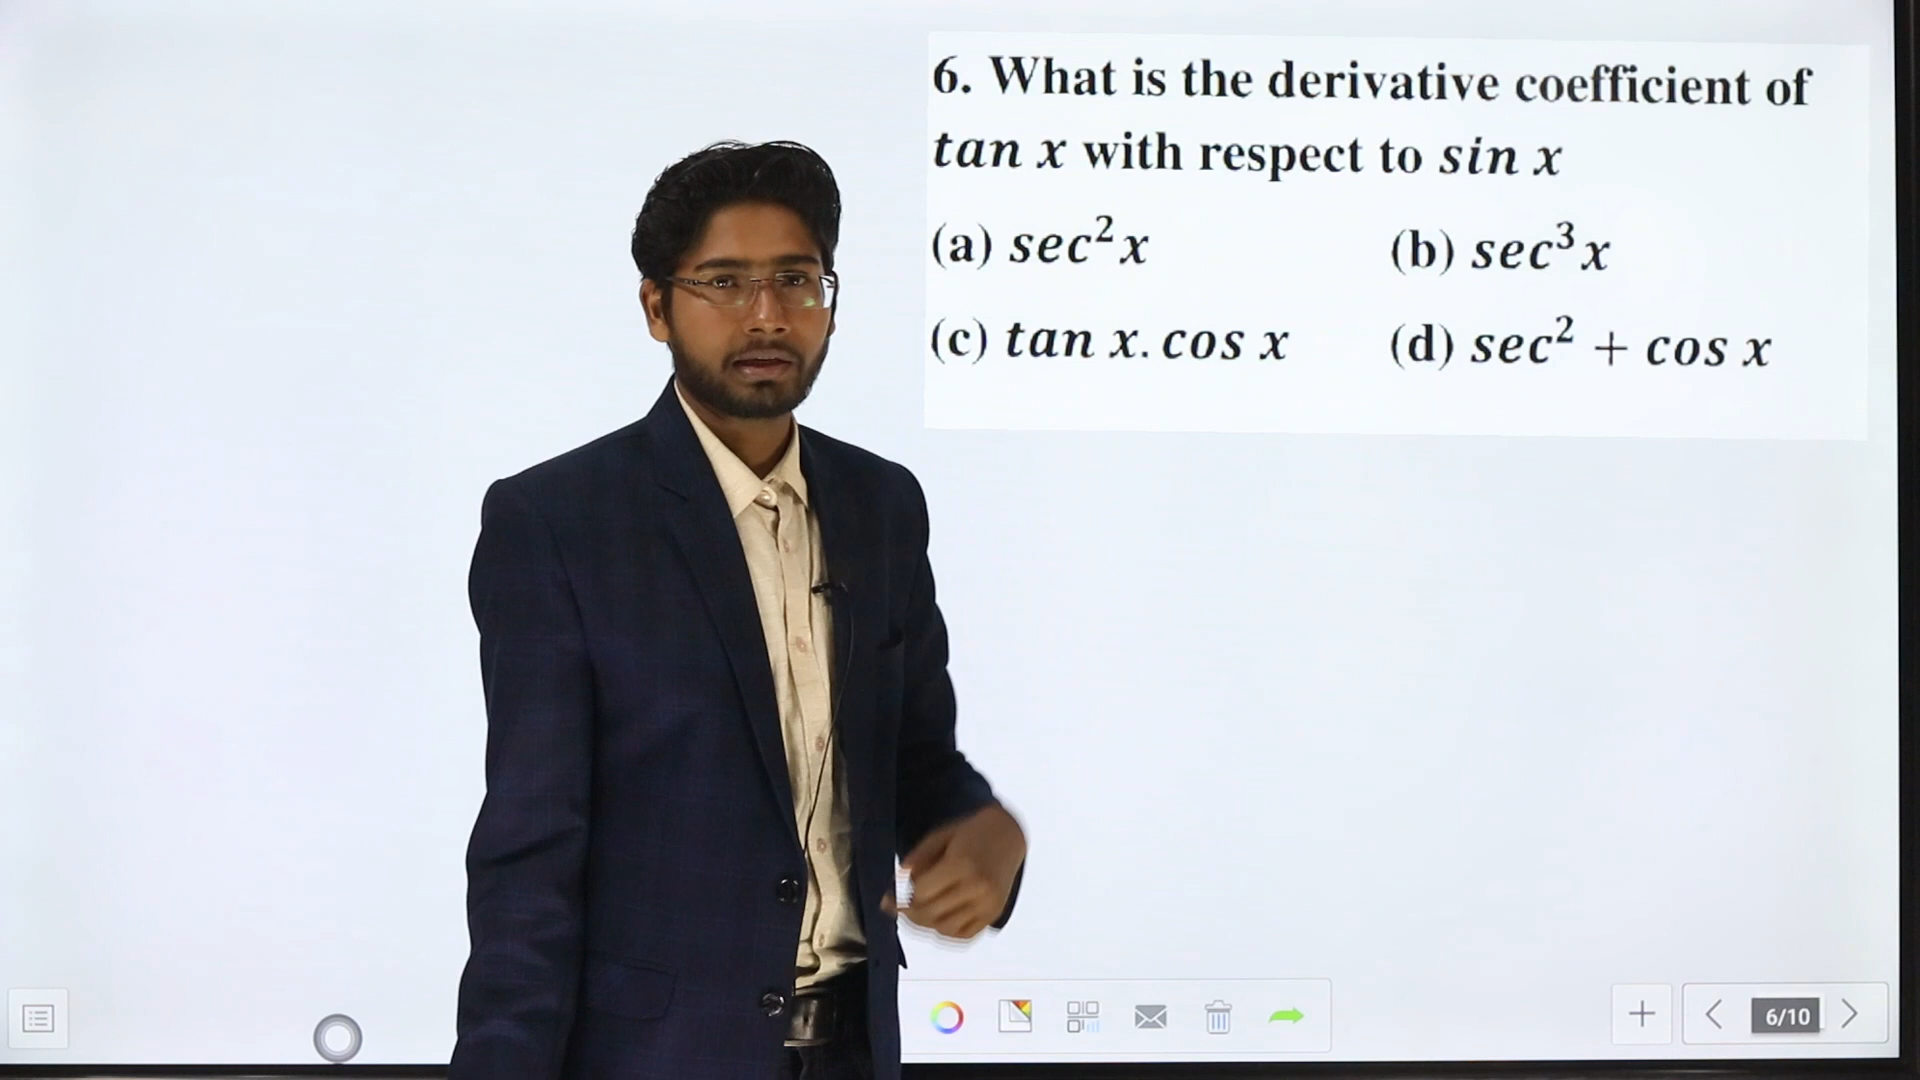 6. What is the derivative coefficient of
tan x with respect to sin x
(a) sec²x (b) sec³x
(c) tan x. cos x (d) sec² + cos x
6/10